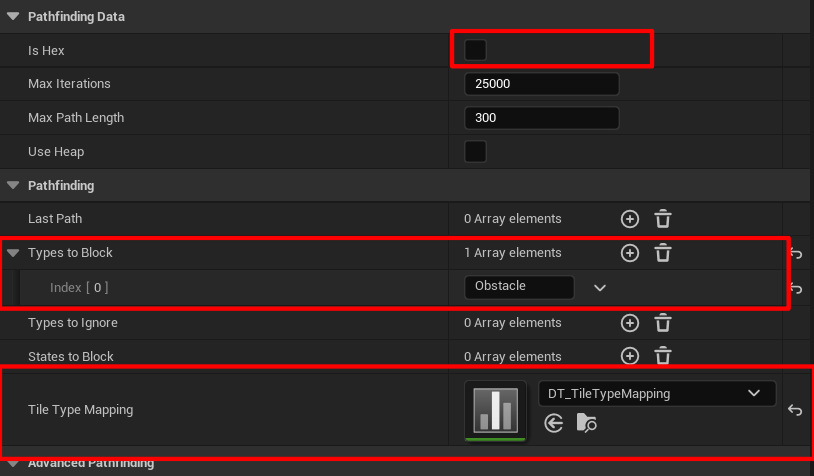 Pathfinding Data
Is Hex
Max Iterations 25000
Max Path Length 300
Use Heap
Pathfinding
Last Path 0 Array elements
Types to Block 1 Array elements
Index [ 0 ] Obstacle
Types to Ignore 0 Array elements
States to Block 0 Array elements
Tile Type Mapping DT_TileTypeMapping
Advanced Pathfinding